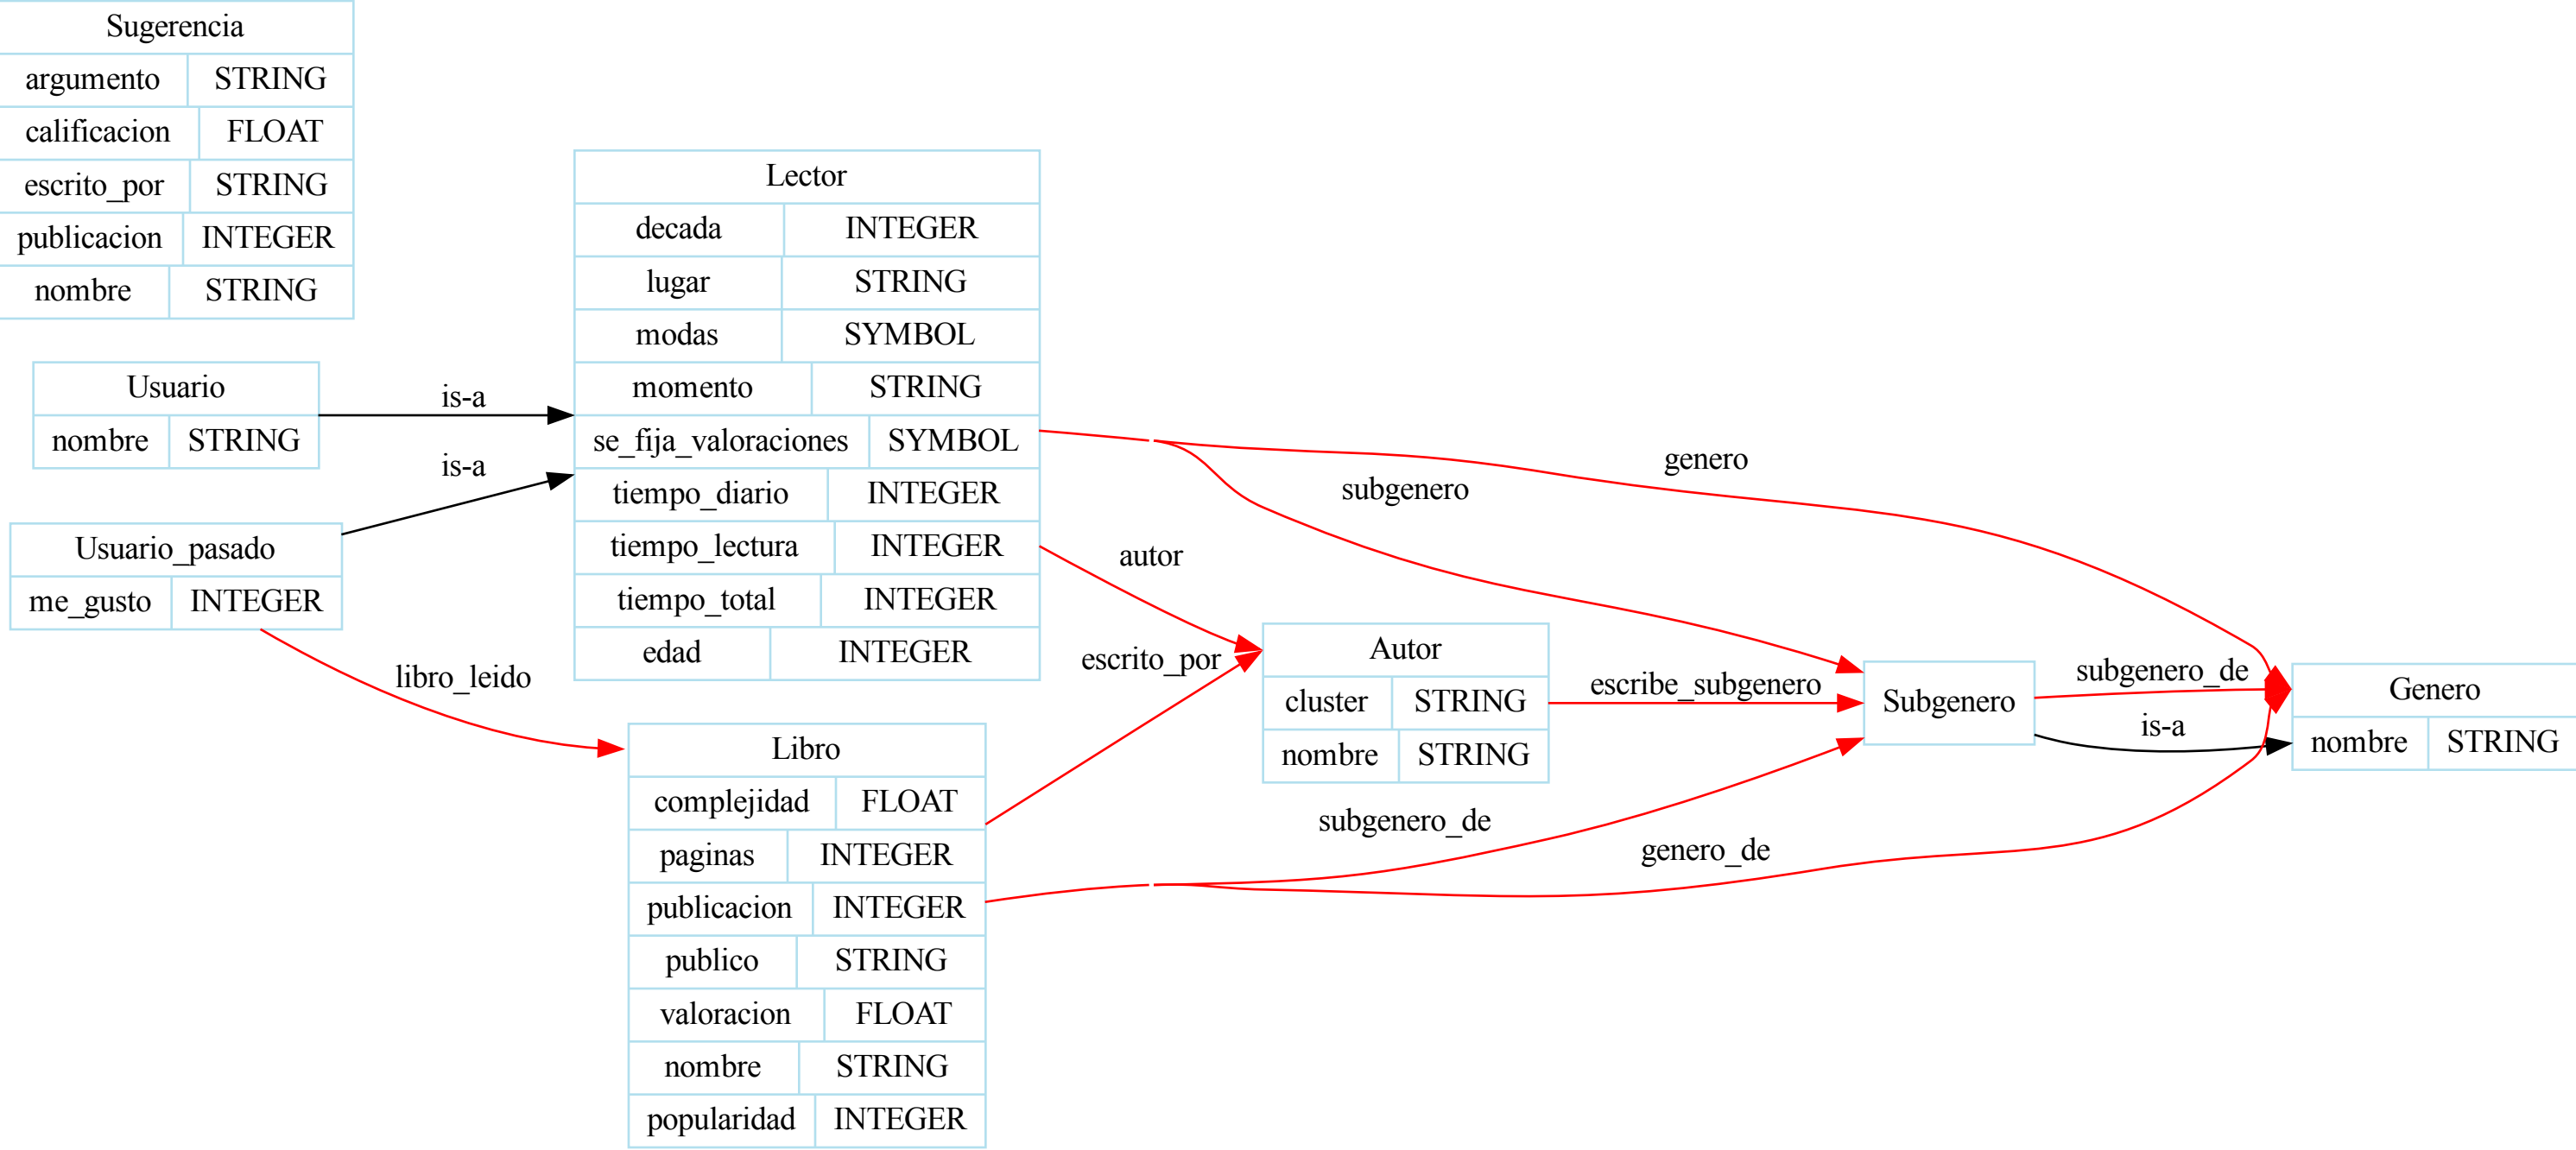 Sugerencia
argumento STRING
calificacion FLOAT
escrito_por STRING
publicacion INTEGER
nombre STRING
Usuario
nombre STRING
is-a
Usuario_pasado
me_gusto INTEGER
is-a
libro_leido
Lector
decada INTEGER
lugar STRING
modas SYMBOL
momento STRING
se_fija_valoraciones SYMBOL
tiempo_diario INTEGER
tiempo_lectura INTEGER
tiempo_total INTEGER
edad INTEGER
Libro
complejidad FLOAT
paginas INTEGER
publicacion INTEGER
publico STRING
valoracion FLOAT
nombre STRING
popularidad INTEGER
genero
subgenero
autor
escrito_por
Autor
cluster STRING
nombre STRING
escribe_subgenero
subgenero_de
genero_de
Subgenero
subgenero_de
is-a
Genero
nombre STRING